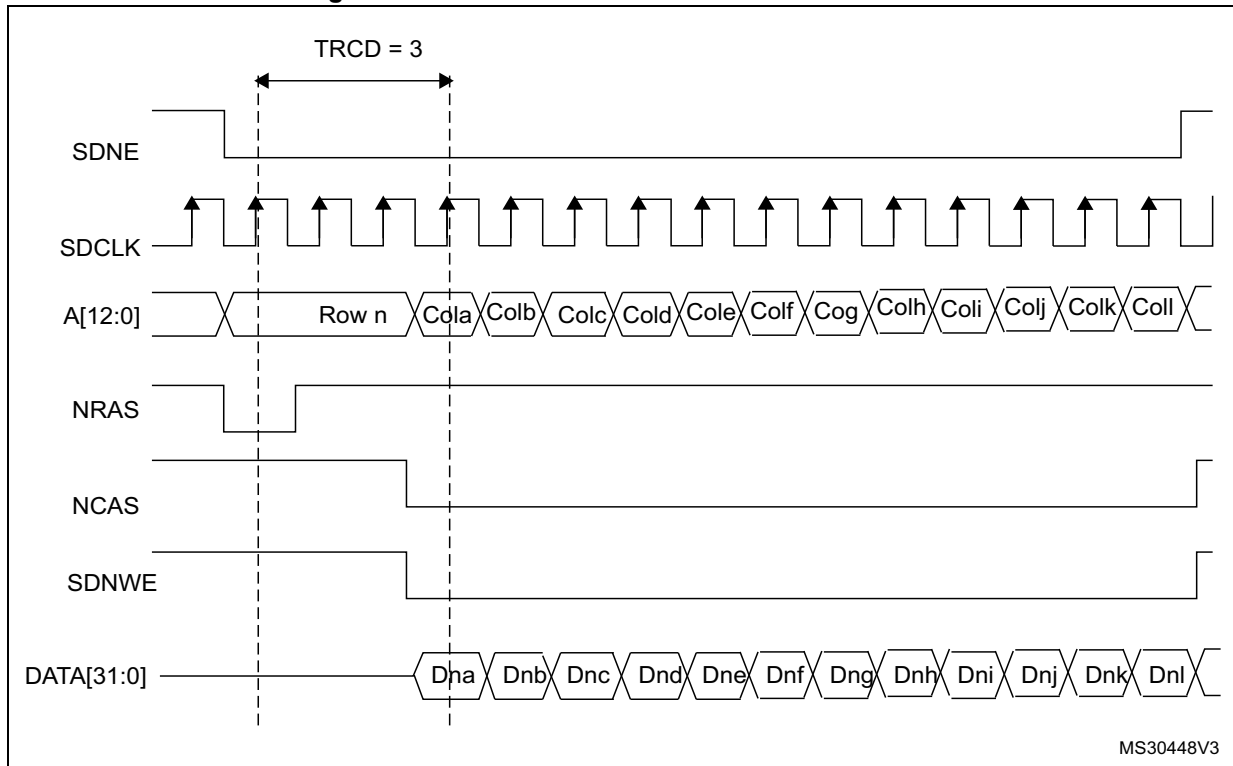 TRCD = 3
SDNE
SDCLK
A[12:0] Row n Cola Colb Colc Cold Cole Colf Cog Colh Coli Colj Colk Coll
NRAS
NCAS
SDNWE
DATA[31:0] Dna Dnb Dnc Dnd Dne Dnf Dng Dnh Dni Dnj Dnk Dnl
MS30448V3